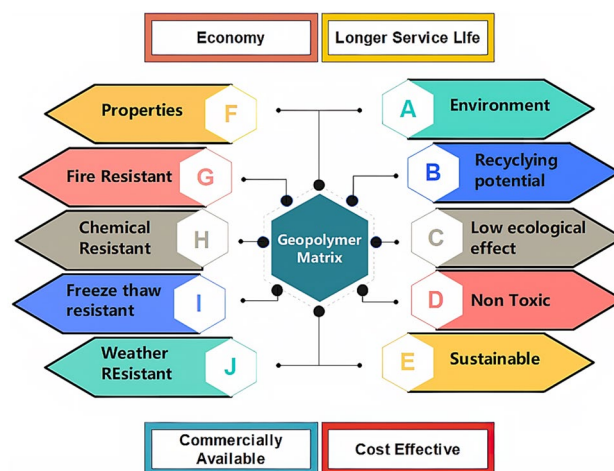 Economy
Longer Service LIfe
Properties
F
A
Environment
Fire Resistant
G
B
Recyclying
potential
Chemical
Resistant
H
Geopolymer
Matrix
C
Low ecological
effect
Freeze thaw
resistant
I
D
Non Toxic
Weather
REsistant
J
E
Sustainable
Commercially
Available
Cost Effective